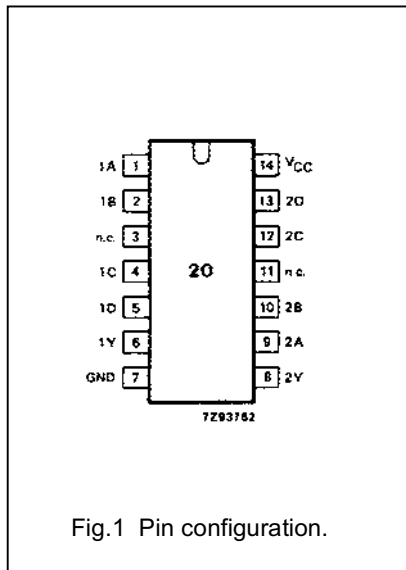 1A 1 14 VCC
1B 2 13 2D
n.c. 3 12 2C
1C 4 20 11 n.c.
1D 5 10 2B
1Y 6 9 2A
GND 7 8 2Y
7Z93762
Fig.1 Pin configuration.